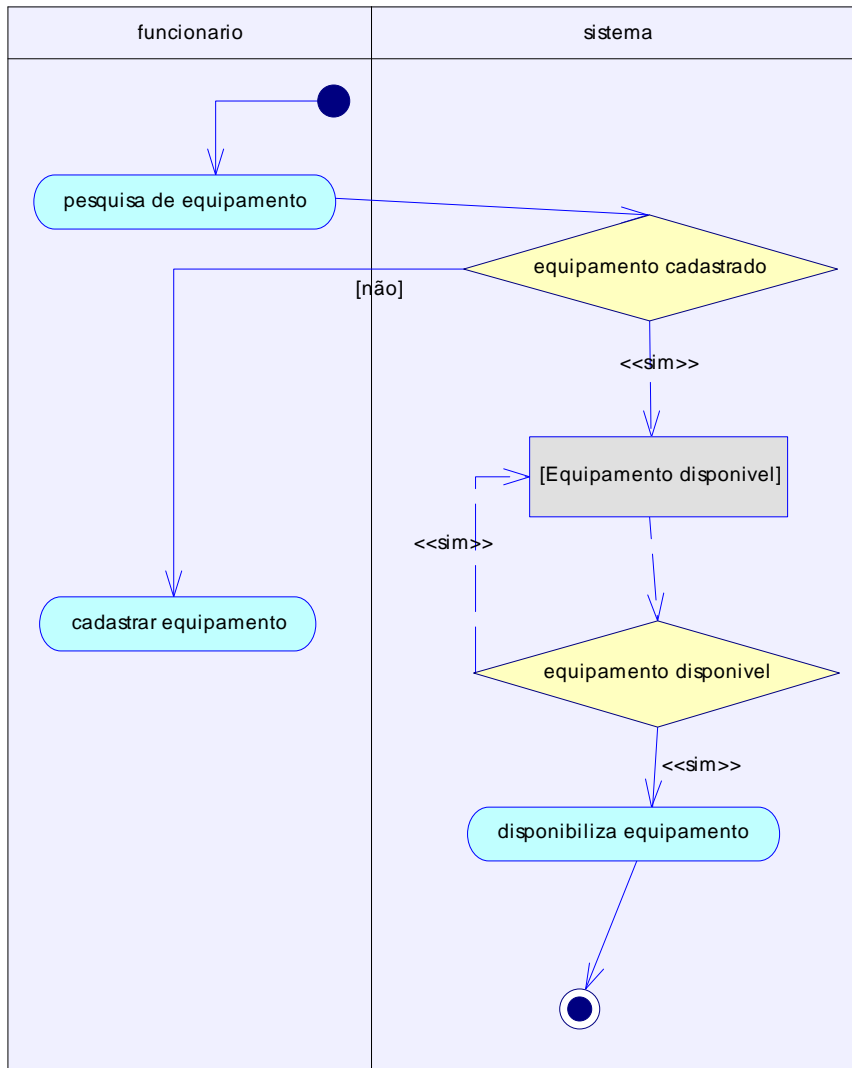 funcionario
sistema
pesquisa de equipamento
equipamento cadastrado
[não]
<<sim>>
[Equipamento disponivel]
<<sim>>
cadastrar equipamento
equipamento disponivel
<<sim>>
disponibiliza equipamento